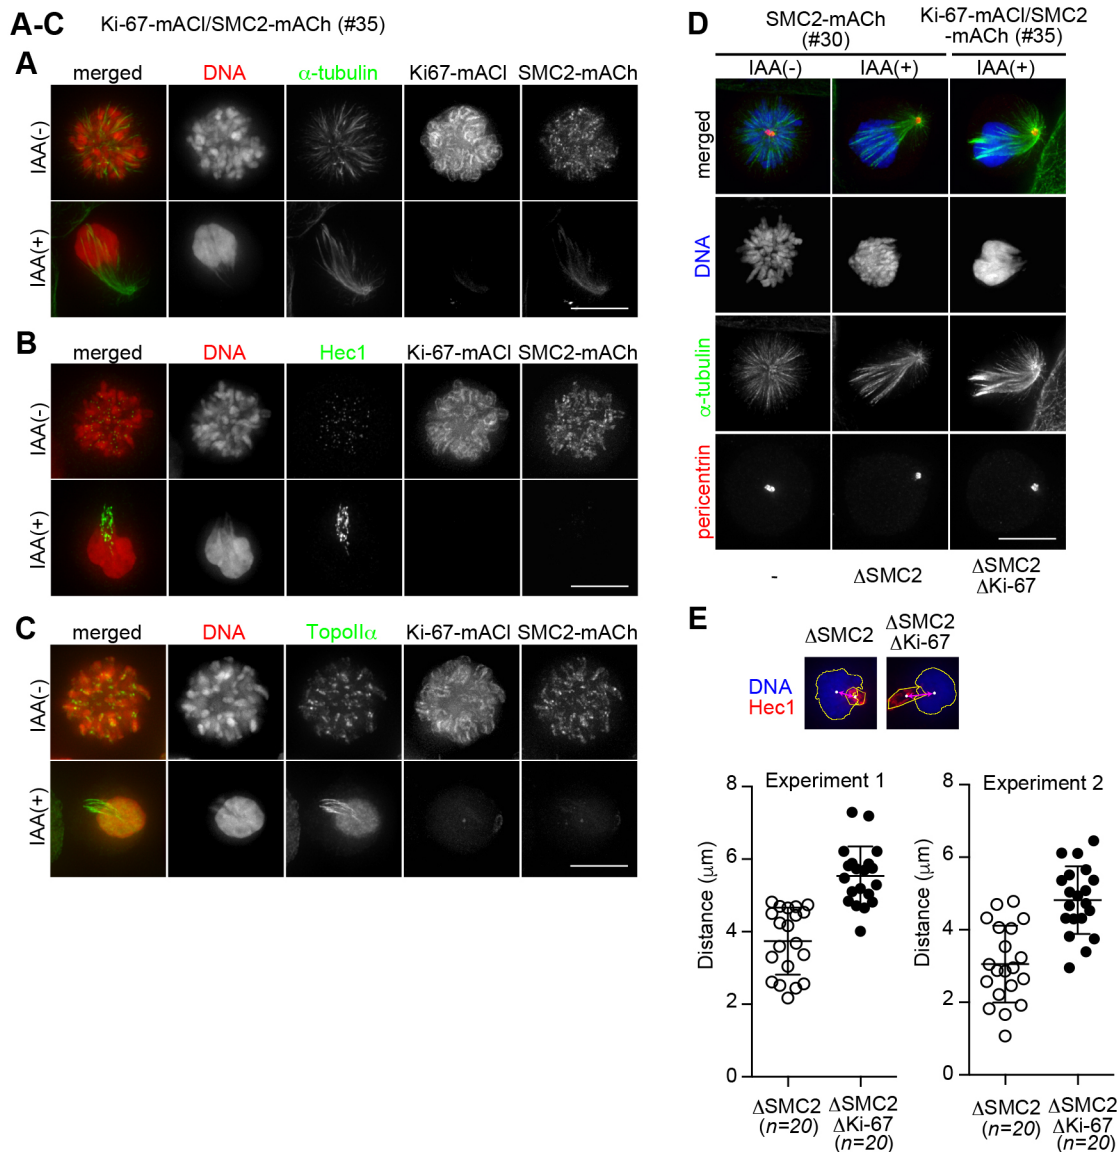 A-C Ki-67-mACl/SMC2-mACh (#35)
A
merged DNA α-tubulin Ki67-mACl SMC2-mACh
IAA(-)
IAA(+)
B
merged DNA Hec1 Ki-67-mACl SMC2-mACh
IAA(-)
IAA(+)
C
merged DNA TopoIIα Ki-67-mACl SMC2-mACh
IAA(-)
IAA(+)
D
SMC2-mACh
(#30)
Ki-67-mACl/SMC2
-mACh (#35)
IAA(-) IAA(+) IAA(+)
merged
DNA
α-tubulin
pericentrin
- ΔSMC2 ΔSMC2
ΔKi-67
E
ΔSMC2 ΔSMC2
ΔKi-67
DNA
Hec1
Experiment 1
Distance (μm)
8
6
4
2
0
ΔSMC2
(n=20)
ΔSMC2
ΔKi-67
(n=20)
Experiment 2
Distance (μm)
8
6
4
2
0
ΔSMC2
(n=20)
ΔSMC2
ΔKi-67
(n=20)